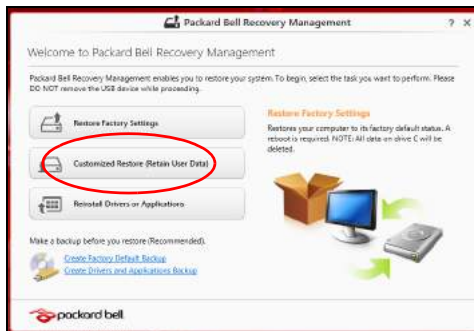 Packard Bell Recovery Management
? X
Welcome to Packard Bell Recovery Management
Packard Bell Recovery Management enables you to restore your system. To begin, select the task you want to perform. Please
DO NOT remove the USB device while proceeding.
Restore Factory Settings
Customized Restore (Retain User Data)
Reinstall Drivers or Applications
Restore Factory Settings
Restores your computer to its factory default status. A
reboot is required. NOTE: All data on drive C will be
deleted.
Make a backup before you restore (Recommended).
Create Factory Default Backup
Create Drivers and Applications Backup
packard bell